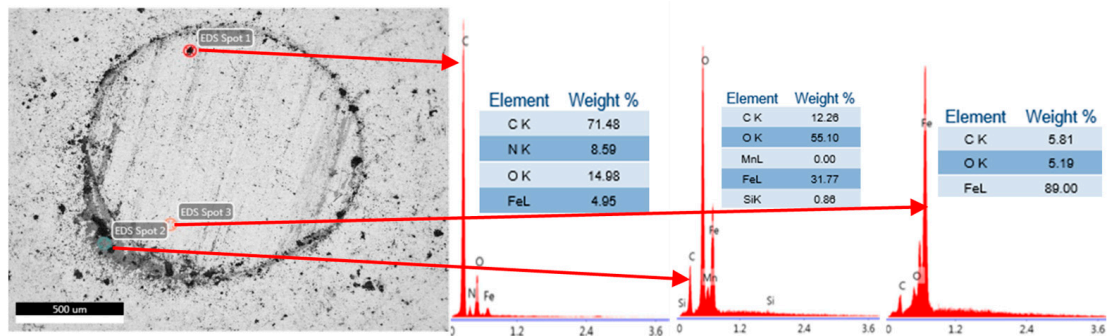 EDS Spot 1
EDS Spot 3
EDS Spot 2
500 um
C
Element Weight %
C K 71.48
N K 8.59
O K 14.98
FeL 4.95
N
O
Fe
1.2 2.4 3.6
O
Element Weight %
C K 12.26
O K 55.10
MnL 0.00
FeL 31.77
SiK 0.86
Fe
C
Mn
Si
Si
1.2 2.4 3.6
Fe
Element Weight %
C K 5.81
O K 5.19
FeL 89.00
C
O
1.2 2.4 3.6